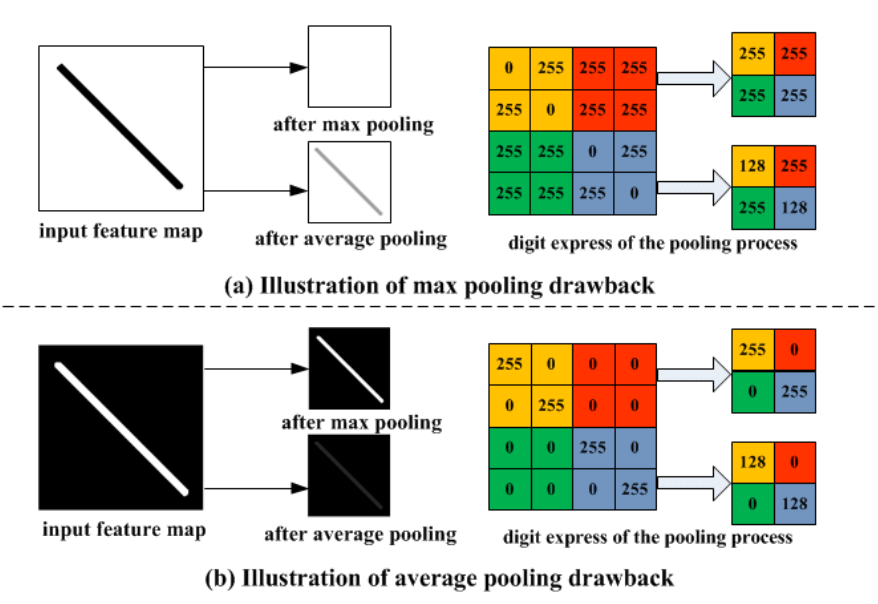 input feature map
after max pooling
after average pooling
0 255 255 255
255 0 255 255
255 255 0 255
255 255 255 0
255 255
255 255
128 255
255 128
digit express of the pooling process
(a) Illustration of max pooling drawback
input feature map
after max pooling
after average pooling
255 0 0 0
0 255 0 0
0 0 255 0
0 0 0 255
255 0
0 255
128 0
0 128
digit express of the pooling process
(b) Illustration of average pooling drawback